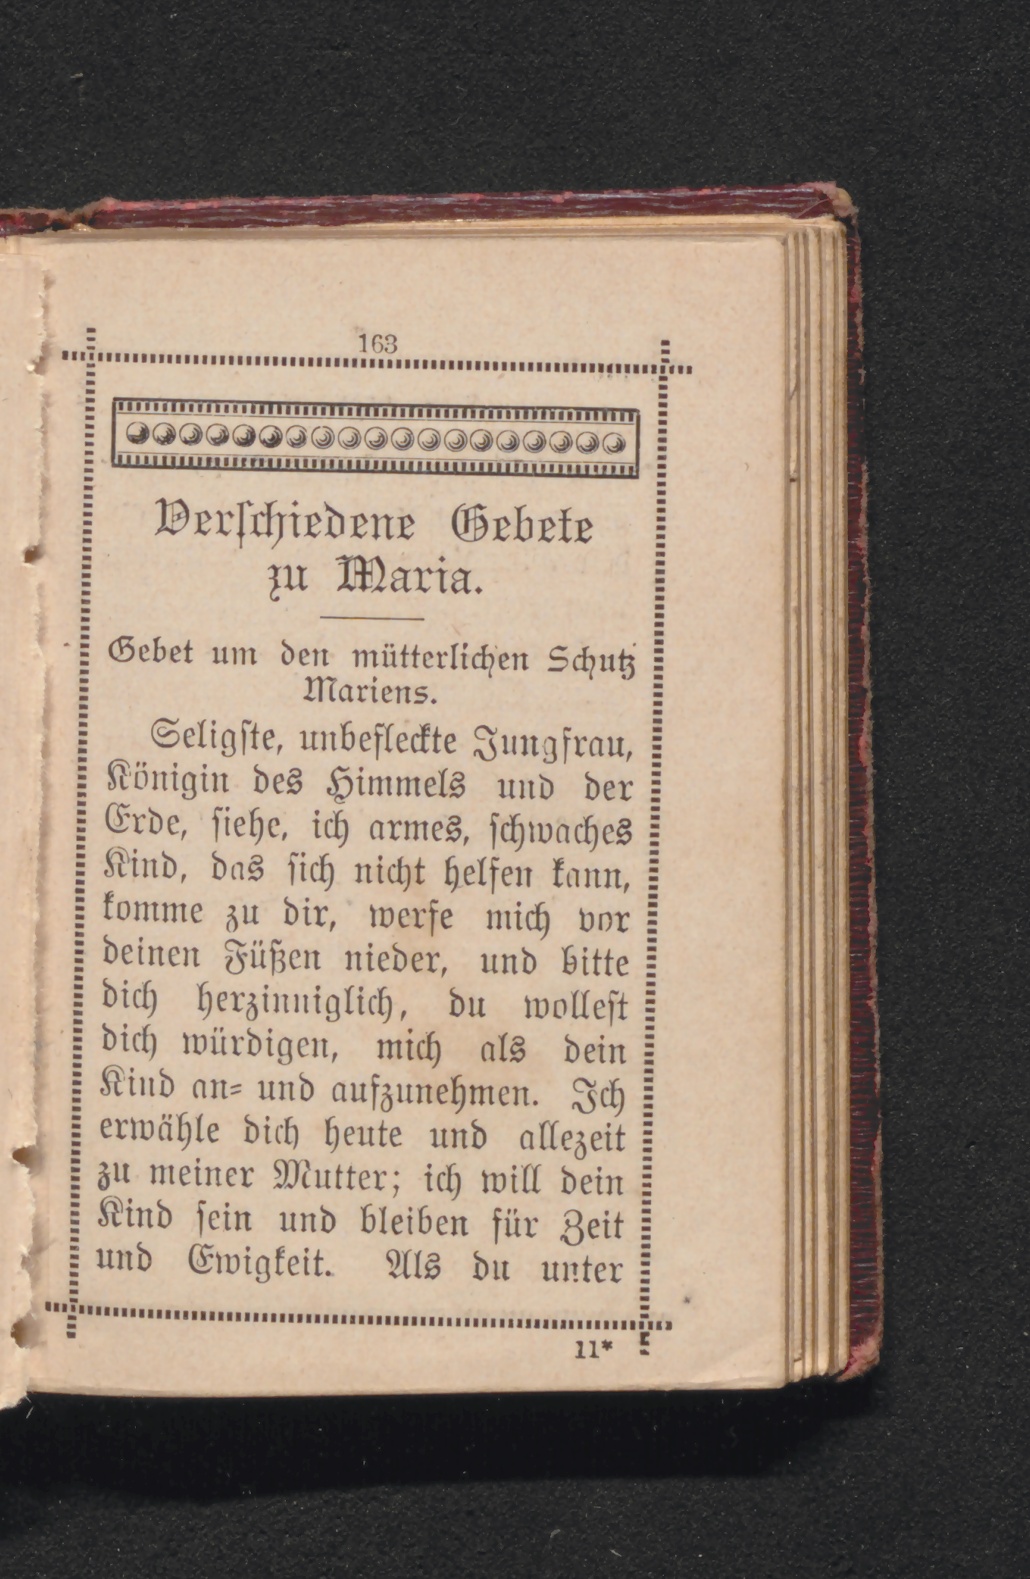 163
Verschiedene Gebete
zu Maria.
Gebet um den mütterlichen Schutz
Mariens.
Seligste, unbefleckte Jungfrau,
Königin des Himmels und der
Erde, siehe, ich armes, schwaches
Kind, das sich nicht helfen kann,
komme zu dir, werfe mich vor
deinen Füßen nieder, und bitte
dich herzinniglich, du wollest
dich würdigen, mich als dein
Kind an- und aufzunehmen. Ich
erwähle dich heute und allezeit
zu meiner Mutter; ich will dein
Kind sein und bleiben für Zeit
und Ewigkeit. Als du unter
11*